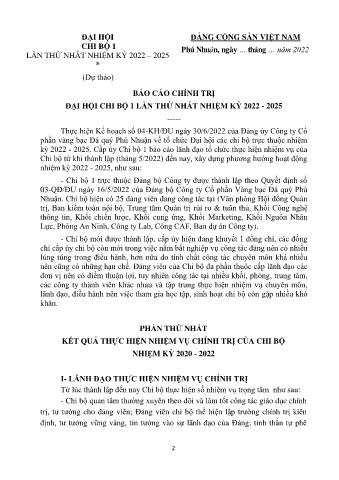 ĐẠI HỘI
CHI BỘ 1
LẦN THỨ NHẤT NHIỆM KỲ 2022 – 2025
*
(Dự thảo)
ĐẢNG CỘNG SẢN VIỆT NAM
Phú Nhuận, ngày ... tháng ... năm 2022
BÁO CÁO CHÍNH TRỊ
ĐẠI HỘI CHI BỘ 1 LẦN THỨ NHẤT NHIỆM KỲ 2022 - 2025
-----
Thực hiện Kế hoạch số 04-KH/ĐU ngày 30/6/2022 của Đảng ủy Công ty Cổ
phần vàng bạc Đá quý Phú Nhuận về tổ chức Đại hội các chi bộ trực thuộc nhiệm
kỳ 2022 - 2025. Cấp ủy Chi bộ 1 báo cáo lãnh đạo tổ chức thực hiện nhiệm vụ của
Chi bộ từ khi thành lập (tháng 5/2022) đến nay, xây dựng phương hướng hoạt động
nhiệm kỳ 2022 - 2025, như sau:
- Chi bộ 1 trực thuộc Đảng bộ Công ty được thành lập theo Quyết định số
03-QĐ/ĐU ngày 16/5/2022 của Đảng bộ Công ty Cổ phần Vàng bạc Đá quý Phú
Nhuận. Chi bộ hiện có 25 đảng viên đang công tác tại (Văn phòng Hội đồng Quản
trị, Ban kiểm toán nội bộ, Trung tâm Quản trị rủi ro & tuân thủ, Khối Công nghệ
thông tin, Khối chiến lược, Khối cung ứng, Khối Marketing, Khối Nguồn Nhân
Lực, Phòng An Ninh, Công ty Lab, Công CAF, Ban dự án Công ty).
- Chi bộ mới được thành lập, cấp ủy hiện đang khuyết 1 đồng chí, các đồng
chí cấp ủy chi bộ còn mới trong việc nắm bắt nghiệp vụ công tác đảng nên có nhiều
lúng túng trong điều hành, hơn nữa do tính chất công tác chuyên môn khá nhiều
nên cũng có những hạn chế. Đảng viên của Chi bộ đa phần thuộc cấp lãnh đạo các
đơn vị nên có điểm thuận lợi, tuy nhiên công tác tại nhiều khối, phòng, trung tâm,
các công ty thành viên khác nhau và tập trung thực hiện nhiệm vụ chuyên môn,
lãnh đạo, điều hành nên việc tham gia học tập, sinh hoạt chi bộ còn gặp nhiều khó
khăn.
PHẦN THỨ NHẤT
KẾT QUẢ THỰC HIỆN NHIỆM VỤ CHÍNH TRỊ CỦA CHI BỘ
NHIỆM KỲ 2020 - 2022
I- LÃNH ĐẠO THỰC HIỆN NHIỆM VỤ CHÍNH TRỊ
Từ lúc thành lập đến nay Chi bộ thực hiện số nhiệm vụ trọng tâm như sau:
- Chi bộ quan tâm thường xuyên theo dõi và làm tốt công tác giáo dục chính
trị, tư tưởng cho đảng viên; Đảng viên chi bộ thể hiện lập trường chính trị kiên
định, tư tưởng vững vàng, tin tưởng vào sự lãnh đạo của Đảng; tinh thần tự phê
2